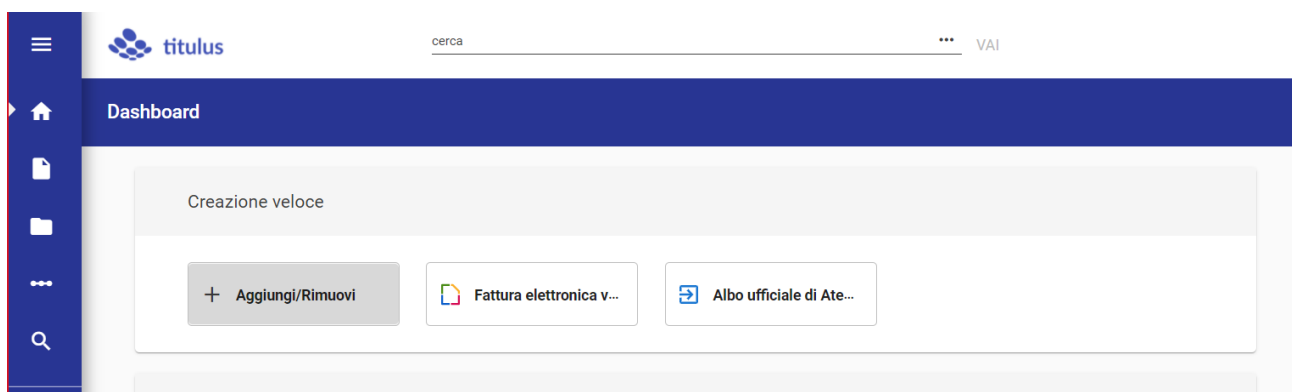 titulus
cerca
VAI
Dashboard
Creazione veloce
Aggiungi/Rimuovi
Fattura elettronica v...
Albo ufficiale di Ate...